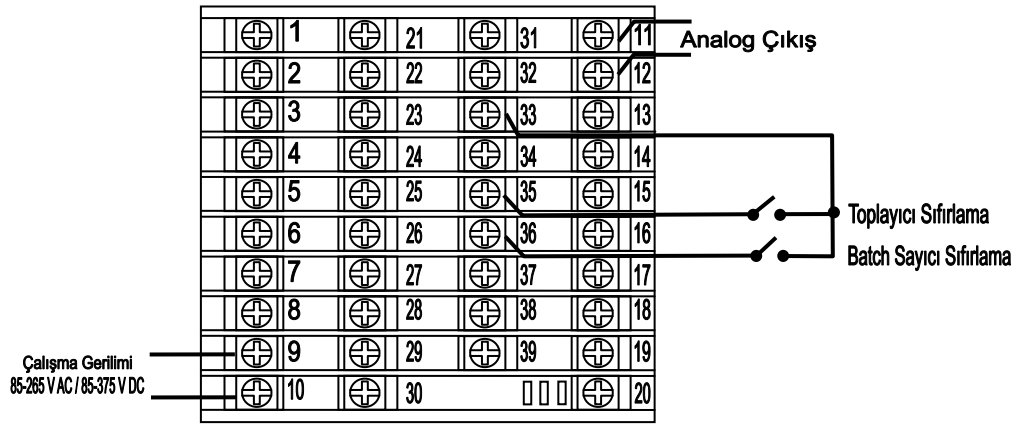 1 21 31 11
Analog Çıkış
2 22 32 12
3 23 33 13
4 24 34 14
5 25 35 15
Toplayıcı Sıfırlama
6 26 36 16
Batch Sayıcı Sıfırlama
7 27 37 17
8 28 38 18
9 29 39 19
Çalışma Gerilimi
85-265 V AC / 85-375 V DC
10 30 20